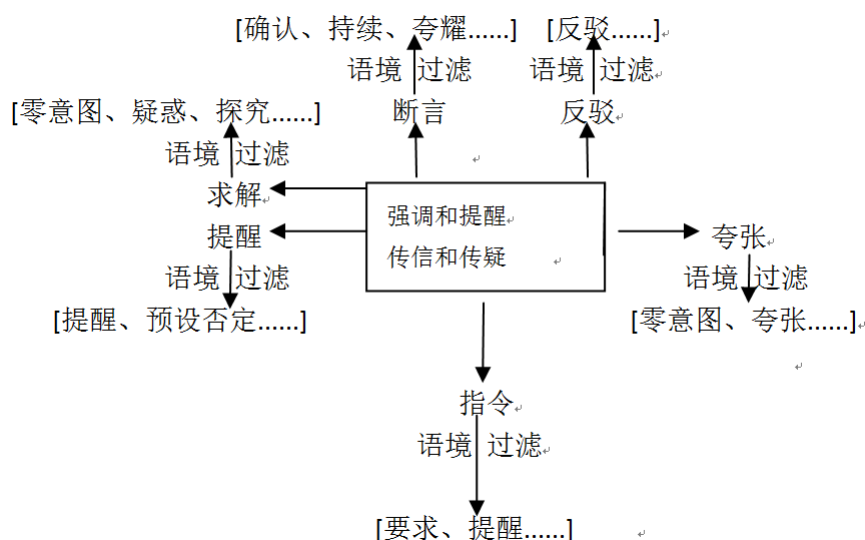 [确认、持续、夸耀......] [反驳......]
语境 过滤 语境 过滤
[零意图、疑惑、探究......] 断言 反驳
语境 过滤
求解
强调和提醒
提醒 夸张
传信和传疑
语境 过滤 语境 过滤
[提醒、预设否定......] [零意图、夸张......]
指令
语境 过滤
[要求、提醒......]